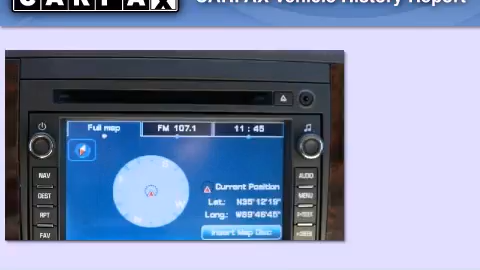 CARFAX
CARFAX Vehicle History Report
Full map
FM 107.1
11:45
NAV
AUDIO
Current Position
DEST
MENU
Lat: N35°12'19"
RPT
Long: W89°46'45"
FAV
Insert Map Disc